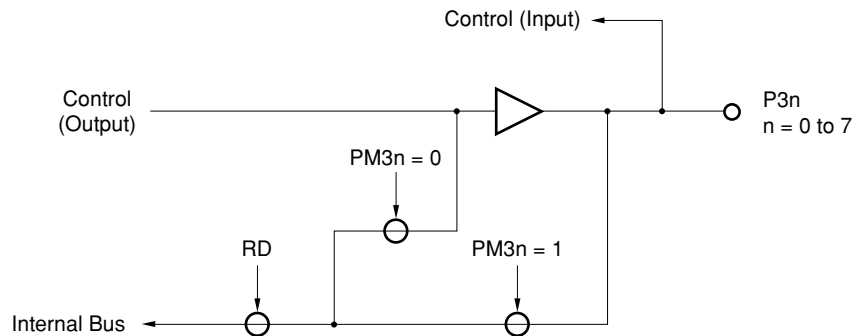 Control (Input)
Control
(Output)
P3n
n = 0 to 7
PM3n = 0
RD
PM3n = 1
Internal Bus